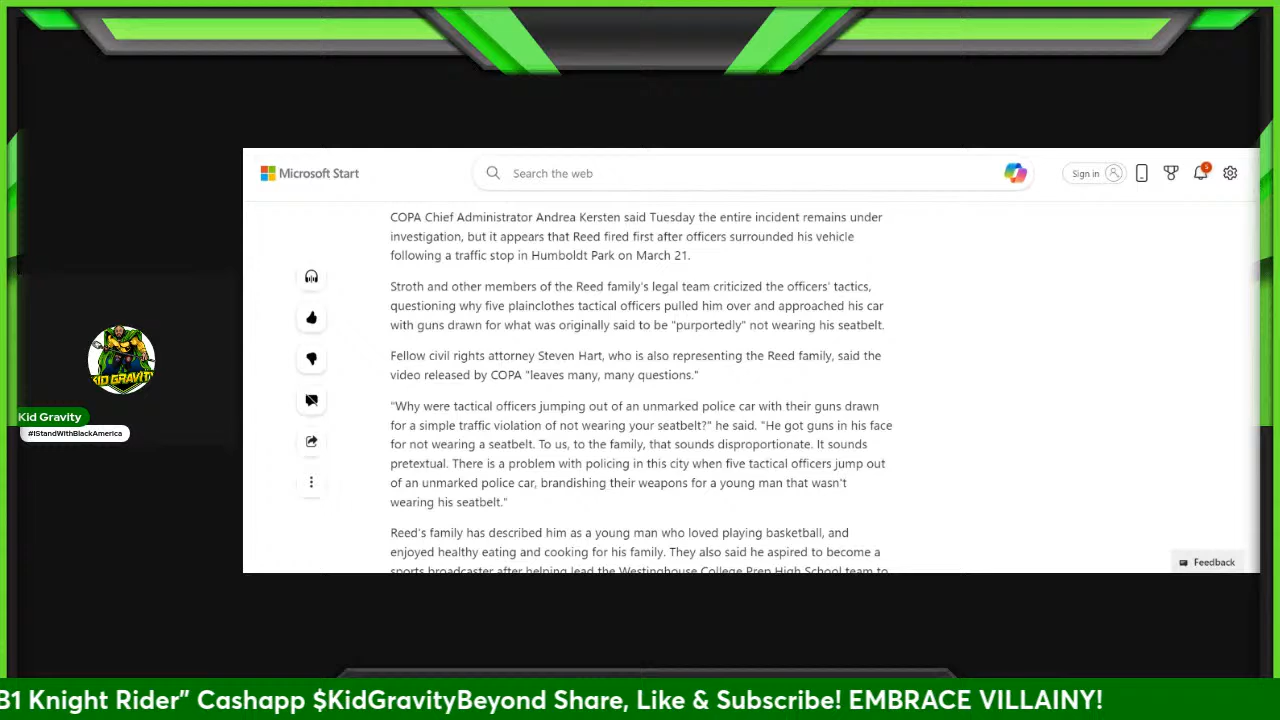 Microsoft Start
Search the web
Sign in
5
COPA Chief Administrator Andrea Kersten said Tuesday the entire incident remains under
investigation, but it appears that Reed fired first after officers surrounded his vehicle
following a traffic stop in Humboldt Park on March 21.
Stroth and other members of the Reed family's legal team criticized the officers' tactics,
questioning why five plainclothes tactical officers pulled him over and approached his car
with guns drawn for what was originally said to be "purportedly" not wearing his seatbelt.
Fellow civil rights attorney Steven Hart, who is also representing the Reed family, said the
video released by COPA "leaves many, many questions."
"Why were tactical officers jumping out of an unmarked police car with their guns drawn
for a simple traffic violation of not wearing your seatbelt?" he said. "He got guns in his face
for not wearing a seatbelt. To us, to the family, that sounds disproportionate. It sounds
pretextual. There is a problem with policing in this city when five tactical officers jump out
of an unmarked police car, brandishing their weapons for a young man that wasn't
wearing his seatbelt."
Reed's family has described him as a young man who loved playing basketball, and
enjoyed healthy eating and cooking for his family. They also said he aspired to become a
sports broadcaster after helping lead the Westinghouse College Prep High School team to
Feedback
KID GRAVITY
Kid Gravity
#IStandWithBlackAmerica
B1 Knight Rider" Cashapp $KidGravityBeyond Share, Like & Subscribe! EMBRACE VILLAINY!